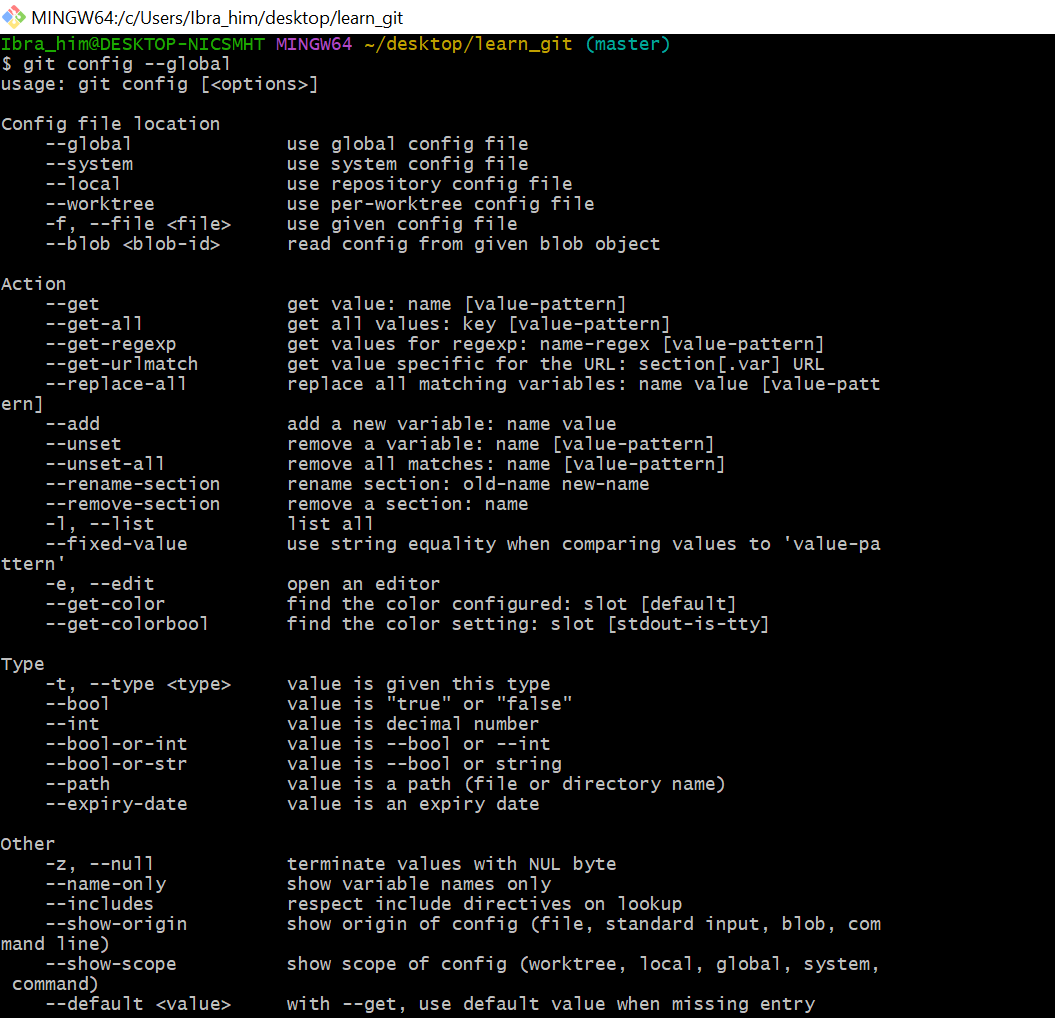 MINGW64:/c/Users/Ibra_him/desktop/learn_git
Ibra_him@DESKTOP-NICSMHT MINGW64 ~/desktop/learn_git (master)
$ git config --global
usage: git config [<options>]
Config file location
--global use global config file
--system use system config file
--local use repository config file
--worktree use per-worktree config file
-f, --file <file> use given config file
--blob <blob-id> read config from given blob object
Action
--get get value: name [value-pattern]
--get-all get all values: key [value-pattern]
--get-regexp get values for regexp: name-regex [value-pattern]
--get-urlmatch get value specific for the URL: section[.var] URL
--replace-all replace all matching variables: name value [value-patt
ern]
--add add a new variable: name value
--unset remove a variable: name [value-pattern]
--unset-all remove all matches: name [value-pattern]
--rename-section rename section: old-name new-name
--remove-section remove a section: name
-l, --list list all
--fixed-value use string equality when comparing values to 'value-pa
ttern'
-e, --edit open an editor
--get-color find the color configured: slot [default]
--get-colorbool find the color setting: slot [stdout-is-tty]
Type
-t, --type <type> value is given this type
--bool value is "true" or "false"
--int value is decimal number
--bool-or-int value is --bool or --int
--bool-or-str value is --bool or string
--path value is a path (file or directory name)
--expiry-date value is an expiry date
Other
-z, --null terminate values with NUL byte
--name-only show variable names only
--includes respect include directives on lookup
--show-origin show origin of config (file, standard input, blob, com
mand line)
--show-scope show scope of config (worktree, local, global, system,
command)
--default <value> with --get, use default value when missing entry